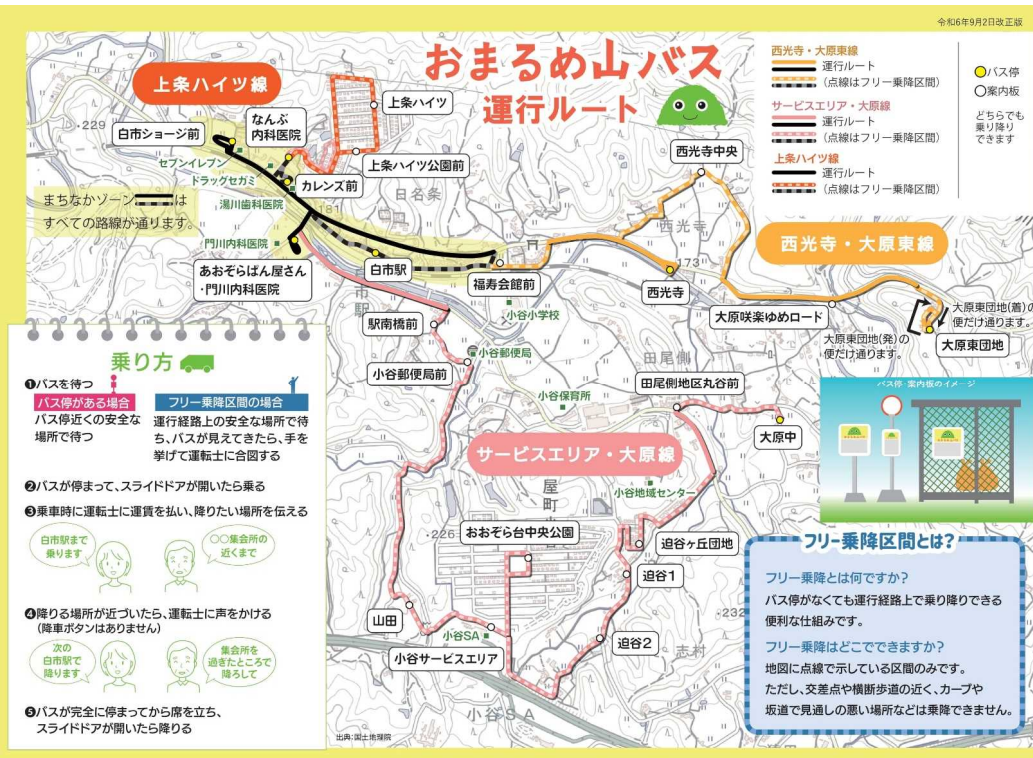 令和6年9月2日改正版
おまるめ山バス
運行ルート
西光寺・大原東線
運行ルート
(点線はフリー乗降区間)
サービスエリア・大原線
運行ルート
(点線はフリー乗降区間)
上条ハイツ線
運行ルート
(点線はフリー乗降区間)
バス停
案内板
どちらでも
乗り降り
できます
上条ハイツ線
上条ハイツ
なんぶ
内科医院
白市ショージ前
セブンイレブン
ドラッグセガミ
湯川歯科医院
上条ハイツ公園前
カレンズ前
日名条
・229
181
まちなかゾーン
は
すべての路線が通ります。
門川内科医院
あおぞらぱん屋さん
・門川内科医院
白市駅
福寿会館前
西光寺中央
西光寺
西光寺
173
西光寺・大原東線
大原咲楽ゆめロード
大原東団地(着)の
便だけ通ります。
大原東団地(発)の
便だけ通ります。
大原東団地
小谷小学校
駅南橋前
小谷郵便局
小谷郵便局前
田尾側
小谷保育所
田尾側地区丸谷前
大原中
サービスエリア・大原線
小谷地域センター
屋
町
・226
おおぞら台中央公園
迫谷ヶ丘団地
迫谷1
迫谷2
山田
小谷SA
小谷サービスエリア
志村
・232
小谷SA
出典:国土地理院
乗り方
❶バスを待つ
バス停がある場合
バス停近くの安全な
場所で待つ
フリー乗降区間の場合
運行経路上の安全な場所で待
ち、バスが見えてきたら、手を
挙げて運転士に合図する
❷バスが停まって、スライドドアが開いたら乗る
❸乗車時に運転士に運賃を払い、降りたい場所を伝える
白市駅まで
乗ります
〇〇集会所の
近くまで
❹降りる場所が近づいたら、運転士に声をかける
(降車ボタンはありません)
次の
白市駅で
降ります
集会所を
過ぎたところで
降ろして
❺バスが完全に停まってから席を立ち、
スライドドアが開いたら降りる
バス停・案内板のイメージ
フリー乗降区間とは?
フリー乗降とは何ですか?
バス停がなくても運行経路上で乗り降りできる
便利な仕組みです。
フリー乗降はどこでできますか?
地図に点線で示している区間のみです。
ただし、交差点や横断歩道の近く、カーブや
坂道で見通しの悪い場所などは乗降できません。